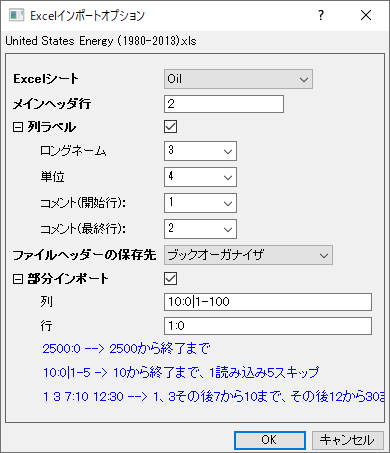 Excelインポートオプション ? ×
United States Energy (1980-2013).xls
Excelシート Oil
メインヘッダ行 2
列ラベル
ロングネーム 3
単位 4
コメント(開始行): 1
コメント(最終行): 2
ファイルヘッダーの保存先 ブックオーガナイザ
部分インポート
列 10:0|1-100
行 1:0
2500:0 --> 2500から終了まで
10:0|1-5 --> 10から終了まで、1読み込み5スキップ
1 3 7:10 12:30 --> 1、3その後7から10まで、その後12から30ま
OK キャンセル